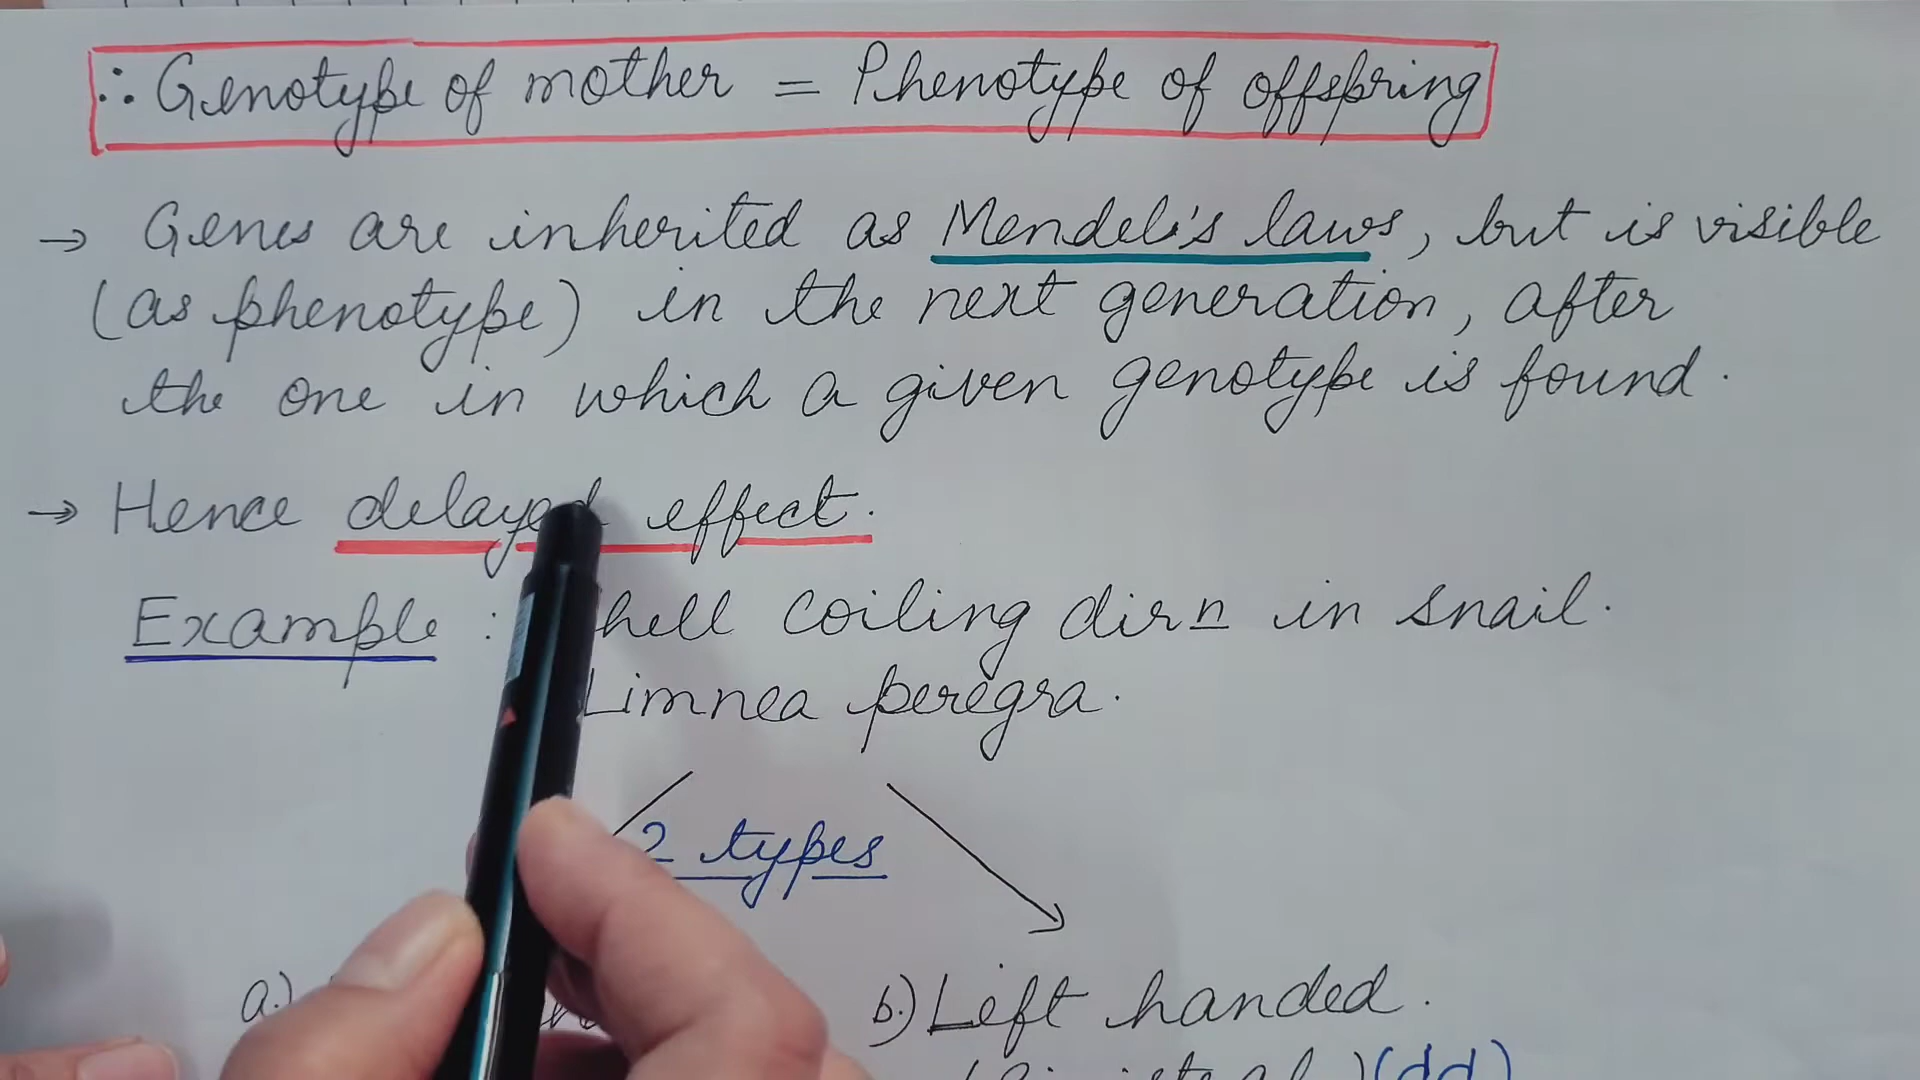 ∴ Genotype of mother = Phenotype of offspring
→ Genes are inherited as Mendel's laws, but is visible
(as phenotype) in the next generation, after
the one in which a given genotype is found.
→ Hence delayed effect.
Example : Shell coiling dirn in snail.
Limnea peregra.
2 types
a.)
b.) Left handed.
(Sinistral) (dd)